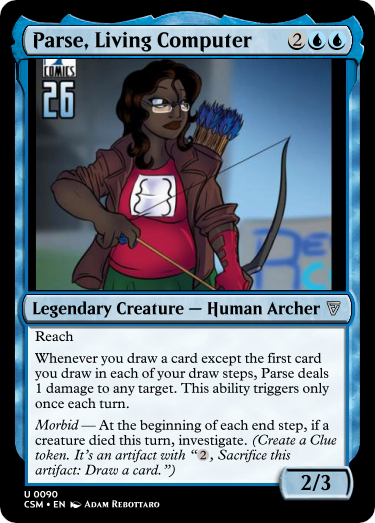 Parse, Living Computer 2
COMICS
26
Legendary Creature — Human Archer
Reach
Whenever you draw a card except the first card
you draw in each of your draw steps, Parse deals
1 damage to any target. This ability triggers only
once each turn.
Morbid — At the beginning of each end step, if a
creature died this turn, investigate. (Create a Clue
token. It's an artifact with “2, Sacrifice this
artifact: Draw a card.”)
2/3
U 0090
CSM • EN Adam Rebottaro